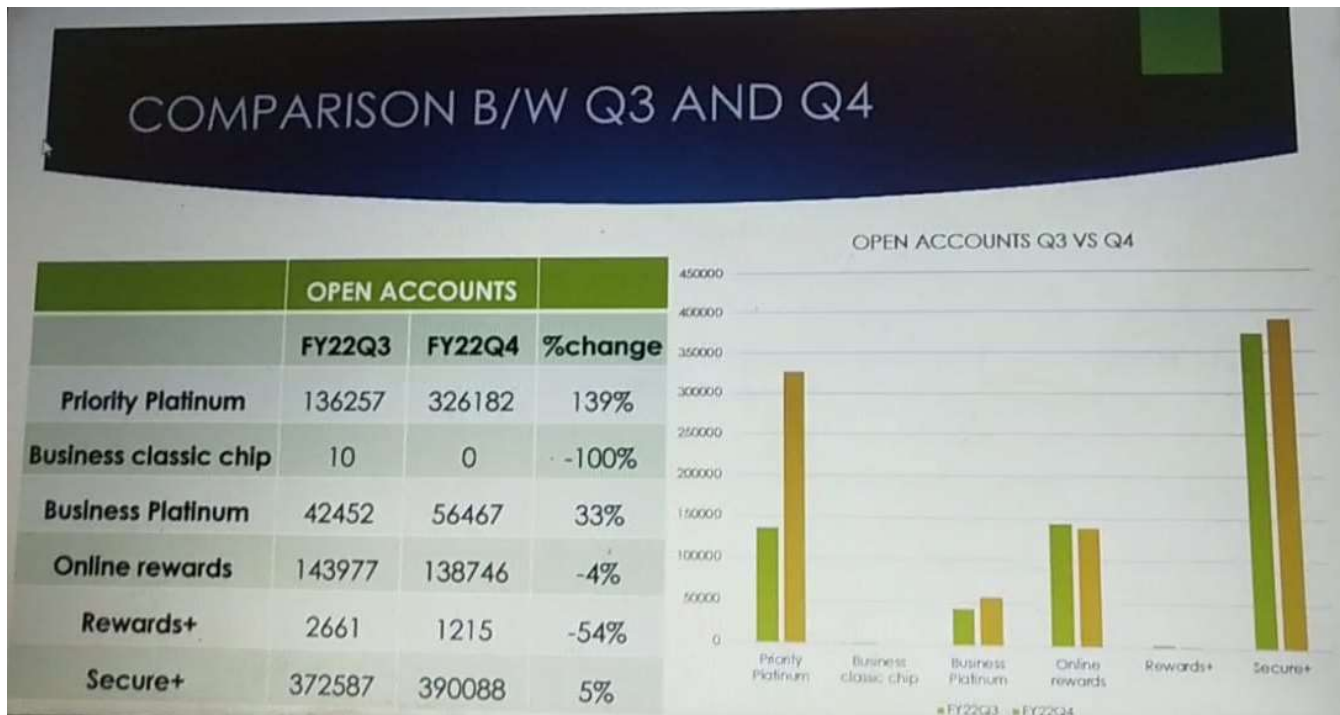 COMPARISON B/W Q3 AND Q4
OPEN ACCOUNTS
FY22Q3 FY22Q4 %change
Priority Platinum 136257 326182 139%
Business classic chip 10 0 -100%
Business Platinum 42452 56467 33%
Online rewards 143977 138746 -4%
Rewards+ 2661 1215 -54%
Secure+ 372587 390088 5%
OPEN ACCOUNTS Q3 VS Q4
450000
400000
350000
300000
250000
200000
150000
100000
50000
0
Priority Platinum
Business classic chip
Business Platinum
Online rewards
Rewards+
Secure+
FY22Q3 FY22Q4